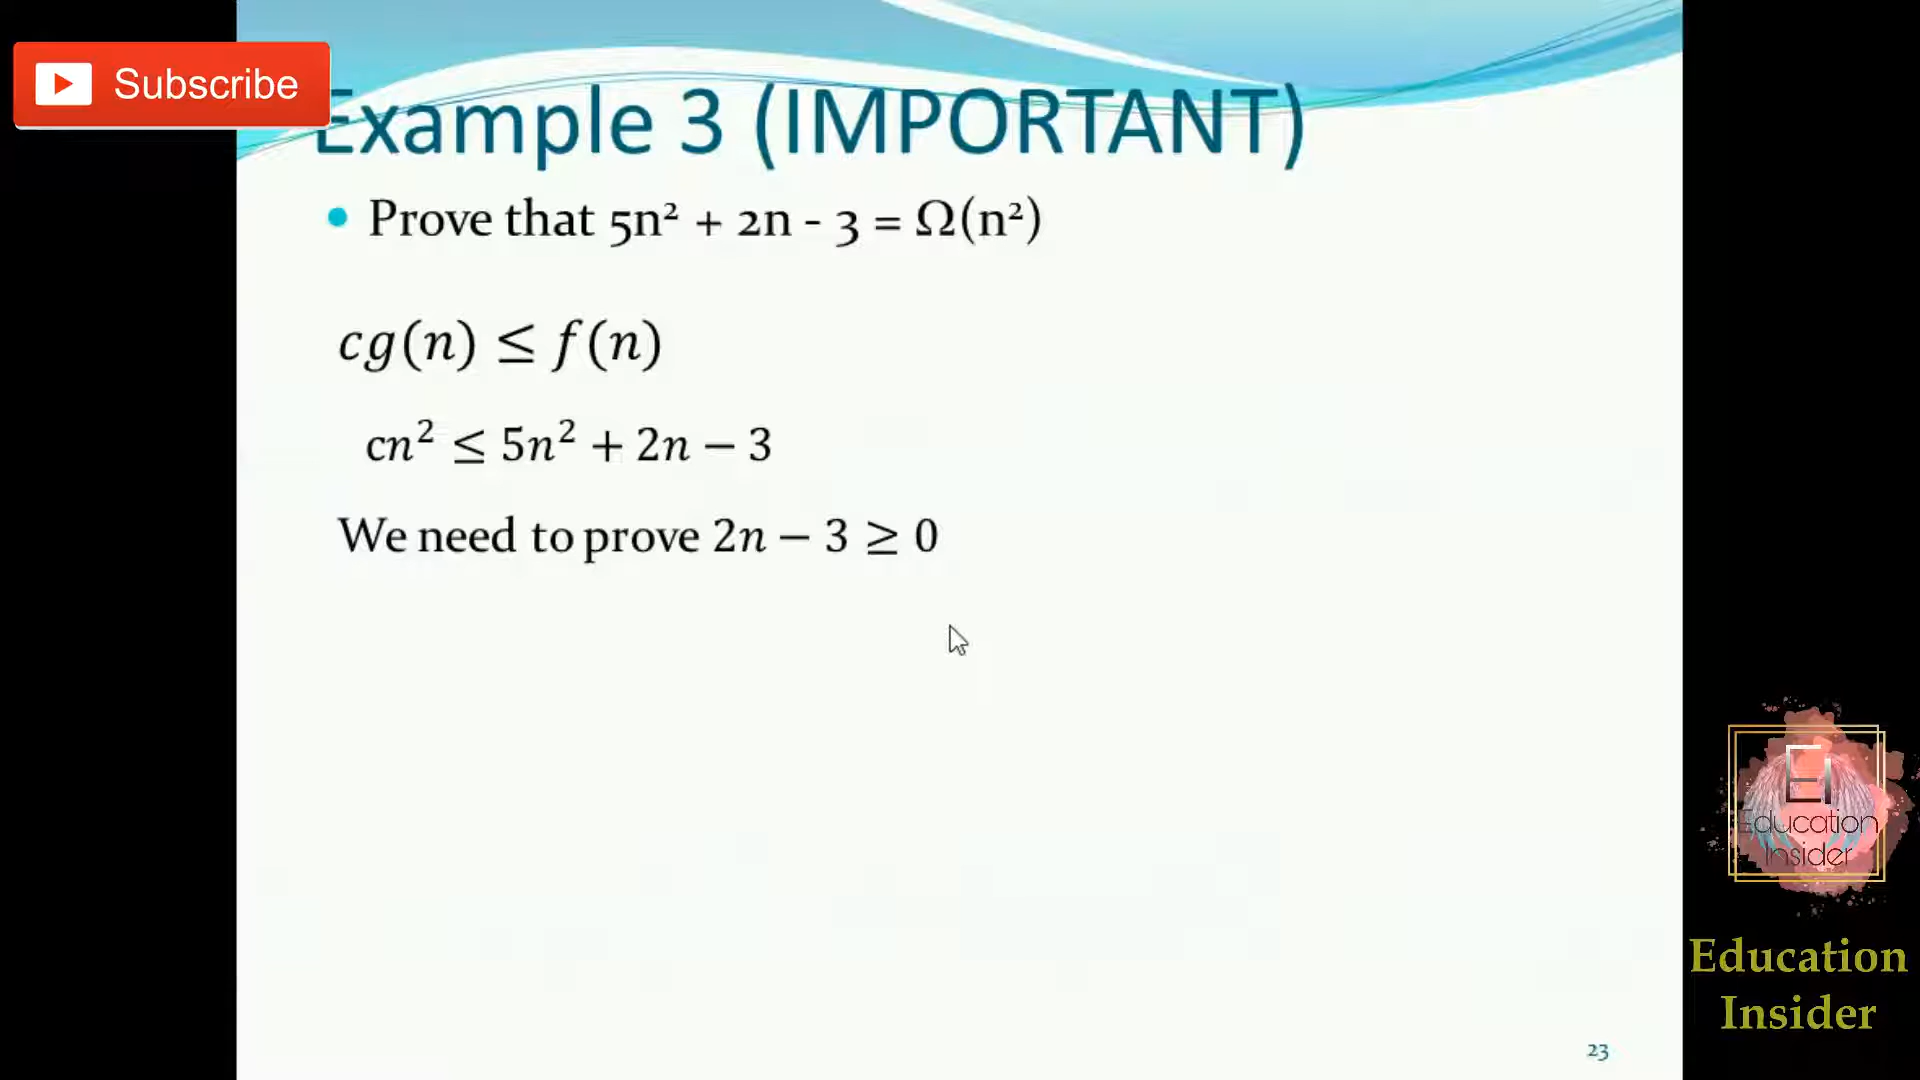 Subscribe
Example 3 (IMPORTANT)
• Prove that 5n² + 2n - 3 = Ω(n²)
cg(n) ≤ f(n)
cn² ≤ 5n² + 2n − 3
We need to prove 2n − 3 ≥ 0
EI
Education
Insider
Education
Insider
23